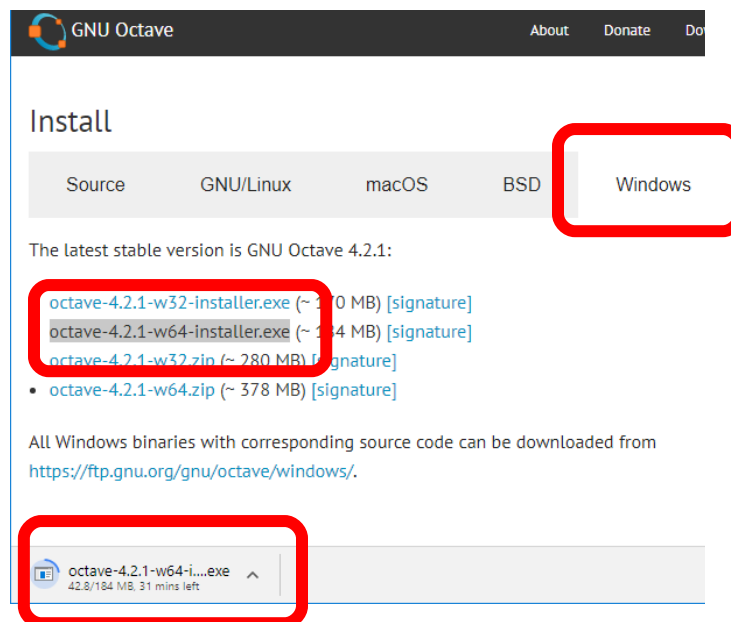 GNU Octave
About Donate Do
Install
Source GNU/Linux macOS BSD Windows
The latest stable version is GNU Octave 4.2.1:
octave-4.2.1-w32-installer.exe (~ 170 MB) [signature]
octave-4.2.1-w64-installer.exe (~ 184 MB) [signature]
octave-4.2.1-w32.zip (~ 280 MB) [signature]
• octave-4.2.1-w64.zip (~ 378 MB) [signature]
All Windows binaries with corresponding source code can be downloaded from
https://ftp.gnu.org/gnu/octave/windows/.
octave-4.2.1-w64-i....exe
42.8/184 MB, 31 mins left